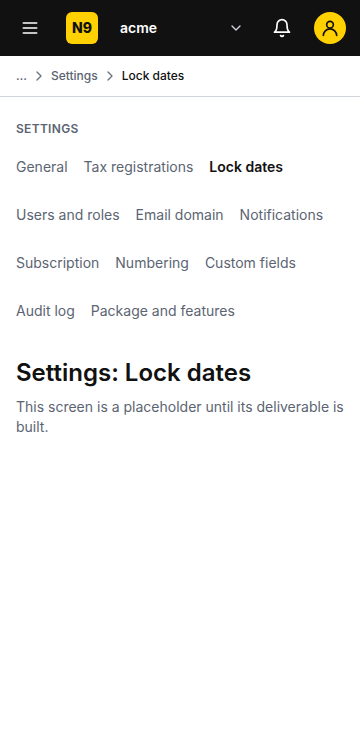 N9 acme
... Settings Lock dates
SETTINGS
General Tax registrations Lock dates
Users and roles Email domain Notifications
Subscription Numbering Custom fields
Audit log Package and features
Settings: Lock dates
This screen is a placeholder until its deliverable is
built.